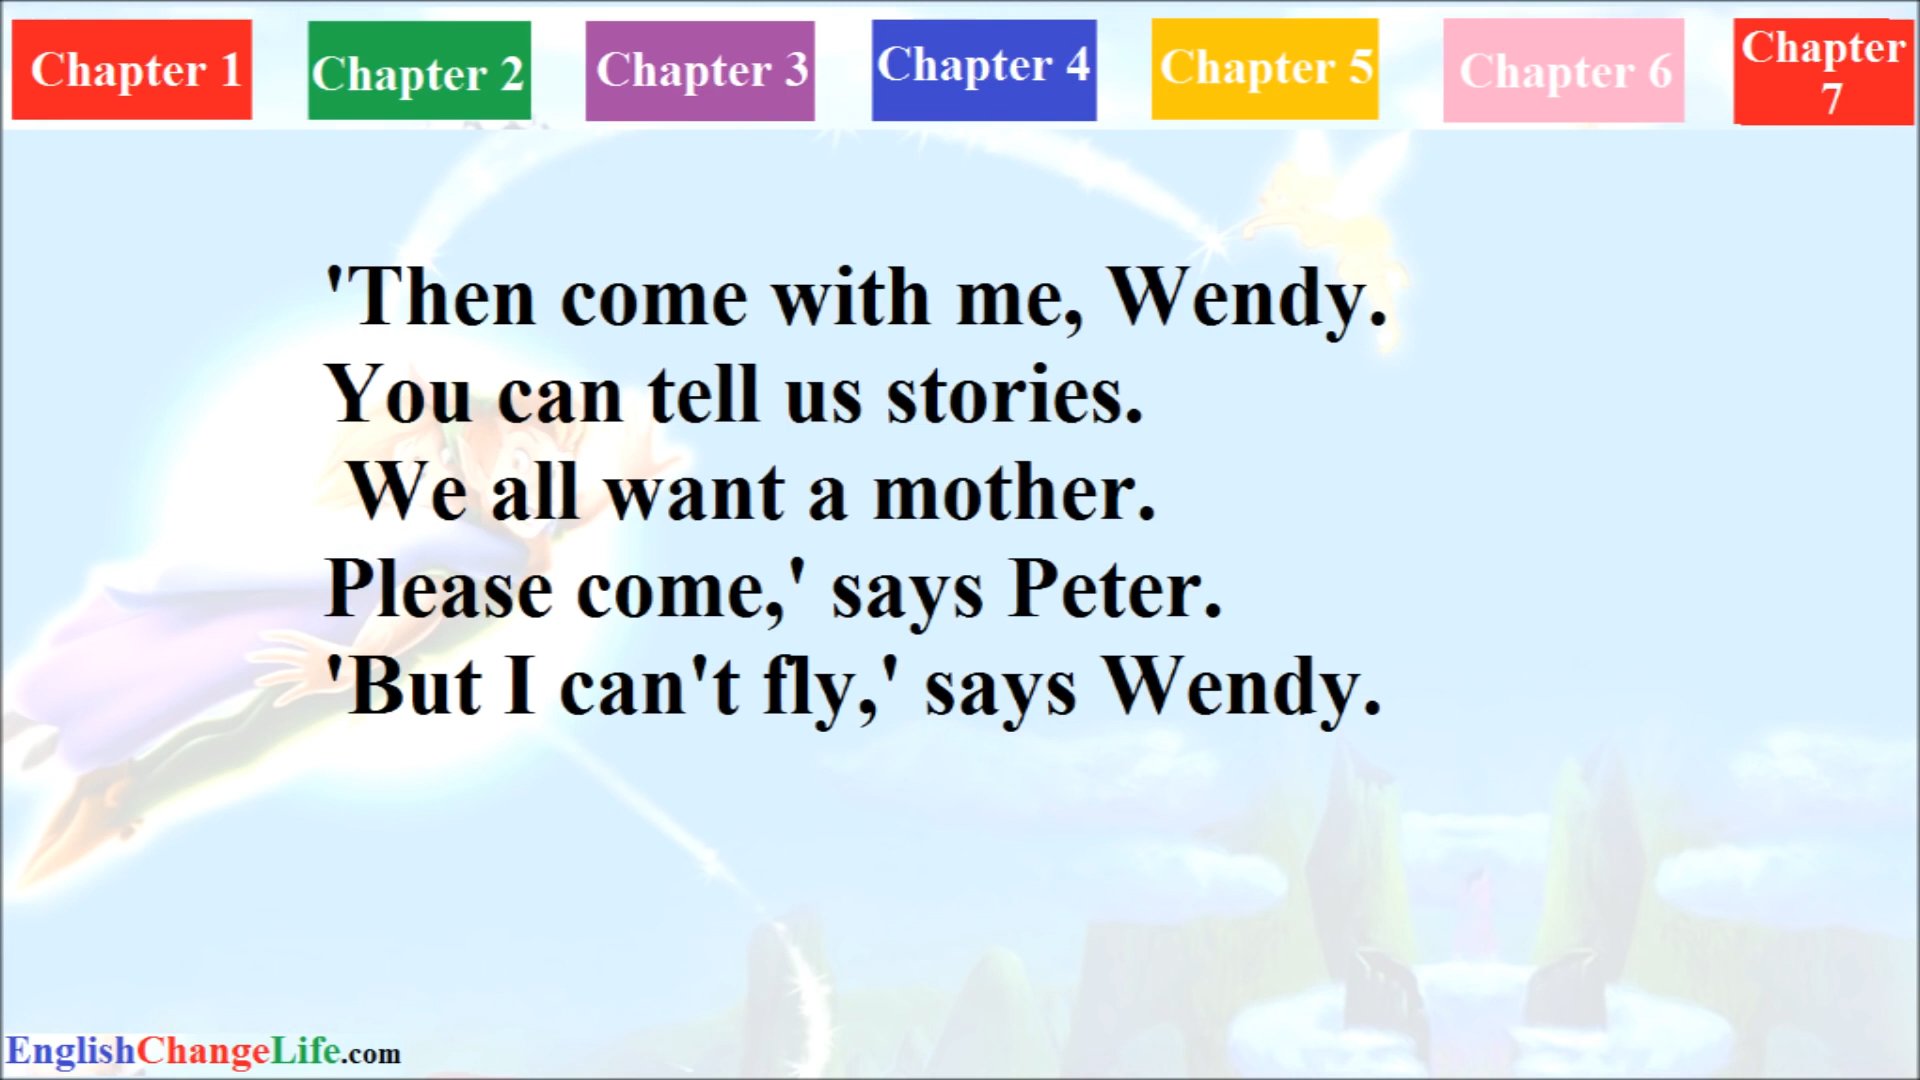 Chapter 1
Chapter 2
Chapter 3
Chapter 4
Chapter 5
Chapter 6
Chapter
7
'Then come with me, Wendy.
You can tell us stories.
We all want a mother.
Please come,' says Peter.
'But I can't fly,' says Wendy.
EnglishChangeLife.com